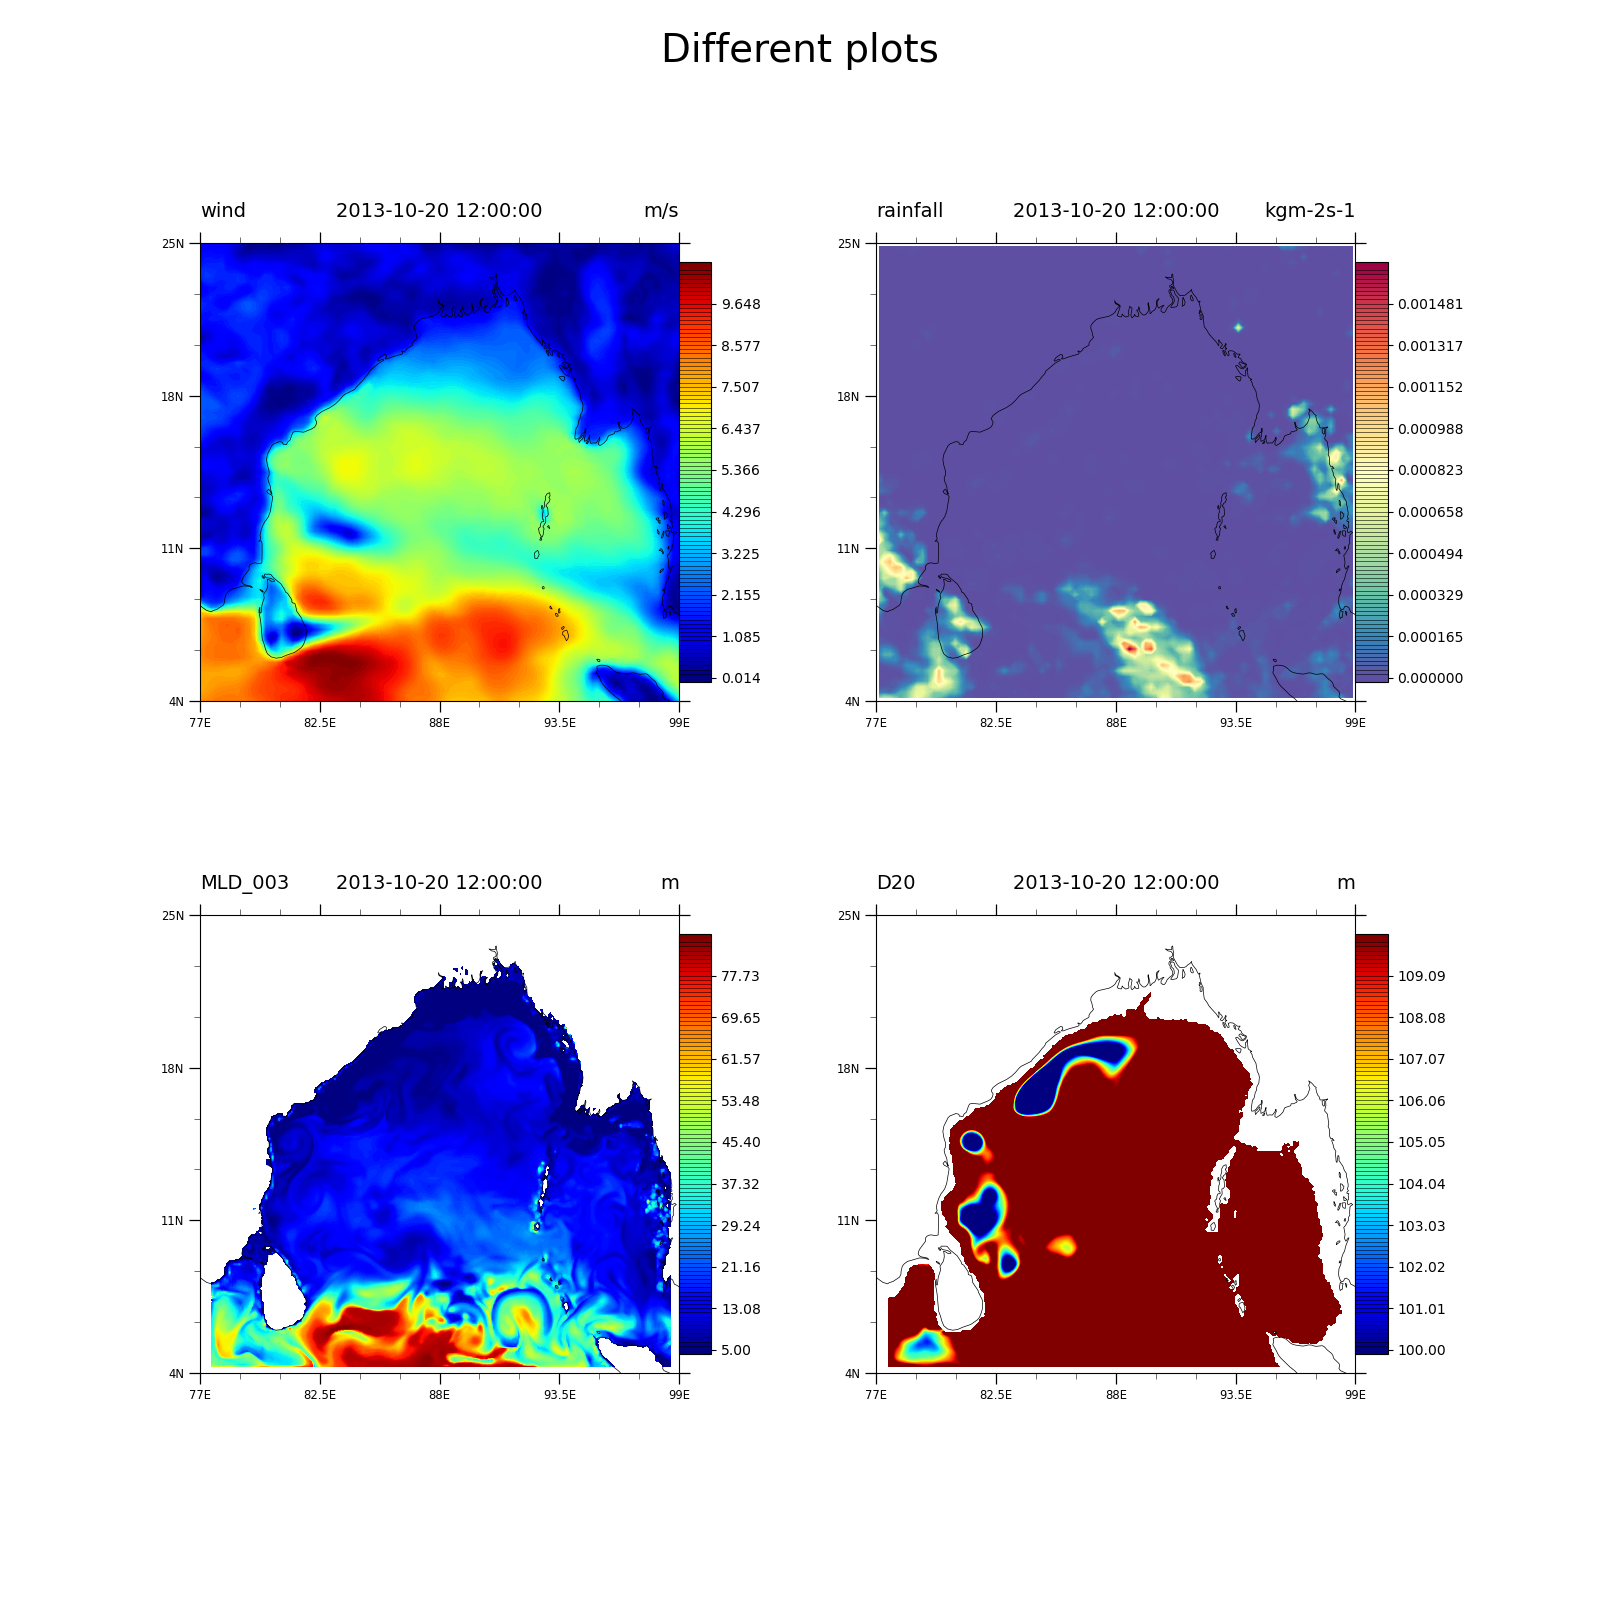 Different plots
wind 2013-10-20 12:00:00 m/s
25N
18N
11N
4N
77E 82.5E 88E 93.5E 99E
9.648
8.577
7.507
6.437
5.366
4.296
3.225
2.155
1.085
0.014
rainfall 2013-10-20 12:00:00 kgm-2s-1
25N
18N
11N
4N
77E 82.5E 88E 93.5E 99E
0.001481
0.001317
0.001152
0.000988
0.000823
0.000658
0.000494
0.000329
0.000165
0.000000
MLD_003 2013-10-20 12:00:00 m
25N
18N
11N
4N
77E 82.5E 88E 93.5E 99E
77.73
69.65
61.57
53.48
45.40
37.32
29.24
21.16
13.08
5.00
D20 2013-10-20 12:00:00 m
25N
18N
11N
4N
77E 82.5E 88E 93.5E 99E
109.09
108.08
107.07
106.06
105.05
104.04
103.03
102.02
101.01
100.00